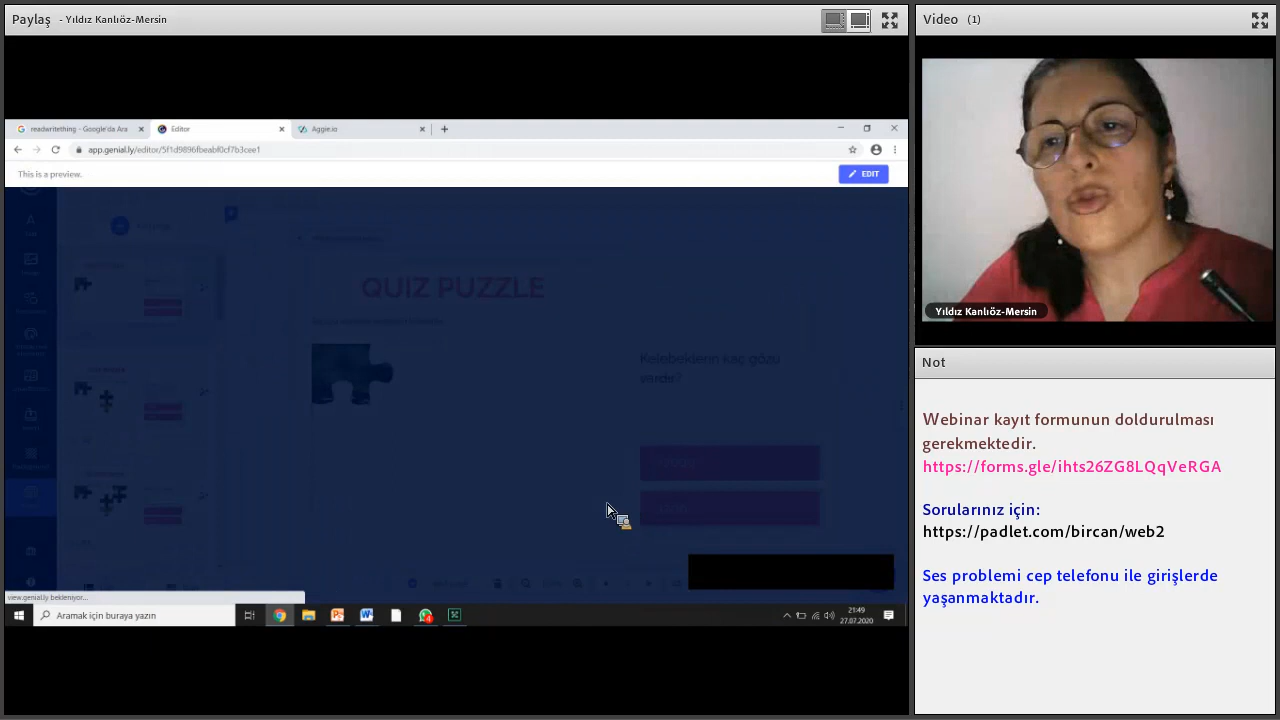 Paylaş - Yıldız Kanlıöz-Mersin
Video (1)
readwritething - Google'da Ara
Editor
Aggie.io
app.genial.ly/editor/5f1d9896fbeabf0cf7b3cee1
This is a preview.
EDIT
QUIZ PUZZLE
Kelebeklerin kaç gözü
vardır?
view.genial.ly bekleniyor...
Aramak için buraya yazın
21:49
27.07.2020
Yıldız Kanlıöz-Mersin
Not
Webinar kayıt formunun doldurulması
gerekmektedir.
https://forms.gle/ihts26ZG8LQqVeRGA
Sorularınız için:
https://padlet.com/bircan/web2
Ses problemi cep telefonu ile girişlerde
yaşanmaktadır.